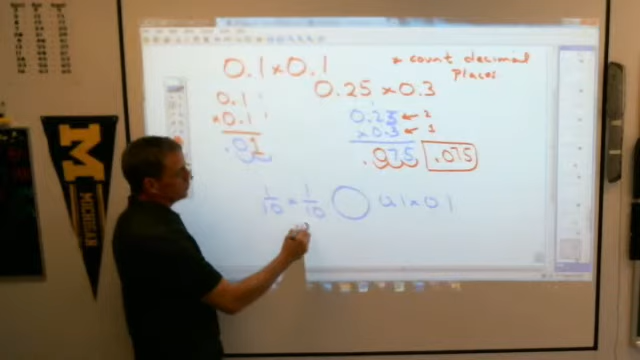 0.1 x 0.1
* count decimal
places
0.25 x 0.3
0.1
x 0.1
.01
0.25 ← 2
x 0.3 ← 1
.075
.075
1/10 x 1/10 ○ 0.1 x 0.1
M
MICHIGAN